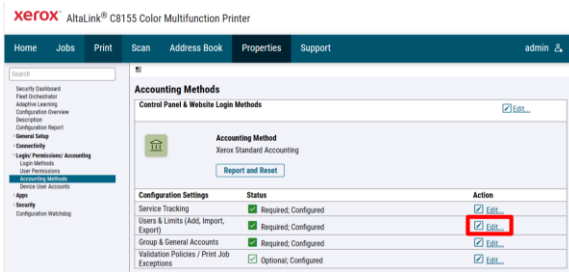 xerox™ AltaLink® C8155 Color Multifunction Printer
Home Jobs Print Scan Address Book Properties Support admin
Search
Security Dashboard
Fleet Orchestrator
Adaptive Learning
Configuration Overview
Description
Configuration Report
General Setup
Connectivity
Login/ Permissions/ Accounting
Login Methods
User Permissions
Accounting Methods
Device User Accounts
Apps
Security
Configuration Watchdog
Accounting Methods
Control Panel & Website Login Methods Edit...
Accounting Method
Xerox Standard Accounting
Report and Reset
Configuration Settings Status Action
Service Tracking Required; Configured Edit...
Users & Limits (Add, Import, Export) Required; Configured Edit...
Group & General Accounts Required; Configured Edit...
Validation Policies / Print Job Exceptions Optional; Configured Edit...